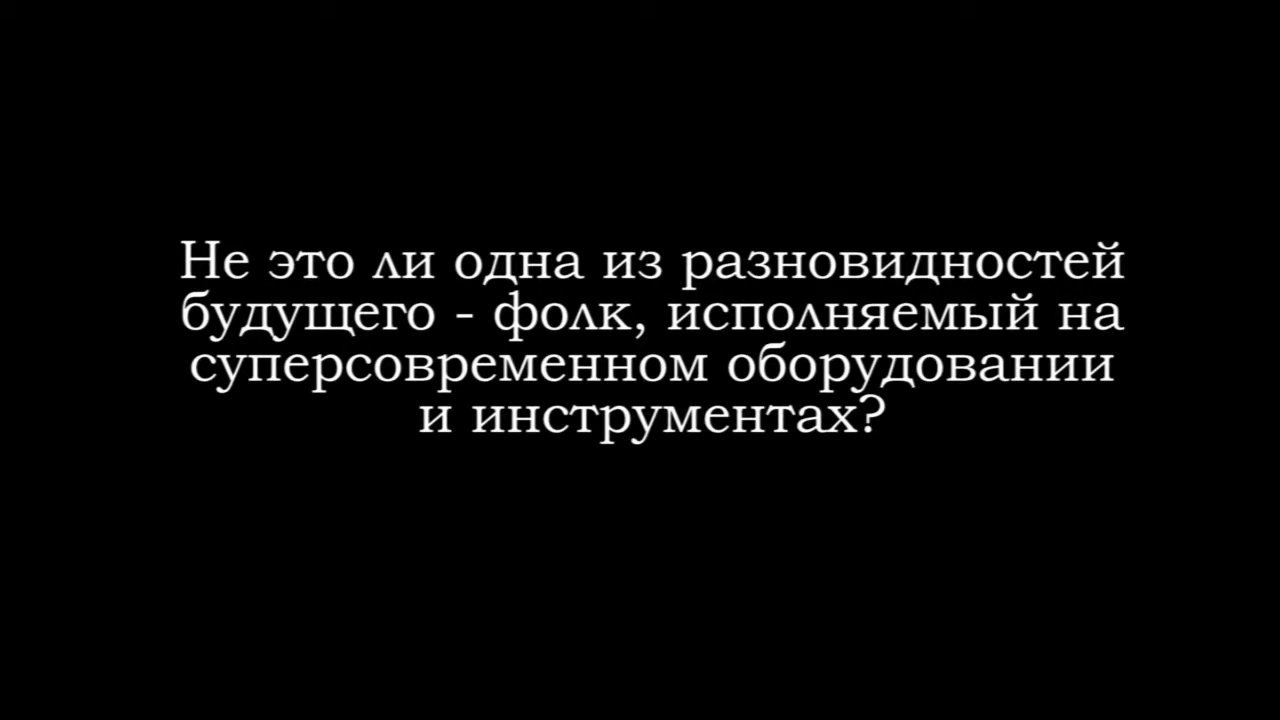 Не это ли одна из разновидностей
будущего - фолк, исполняемый на
суперсовременном оборудовании
и инструментах?